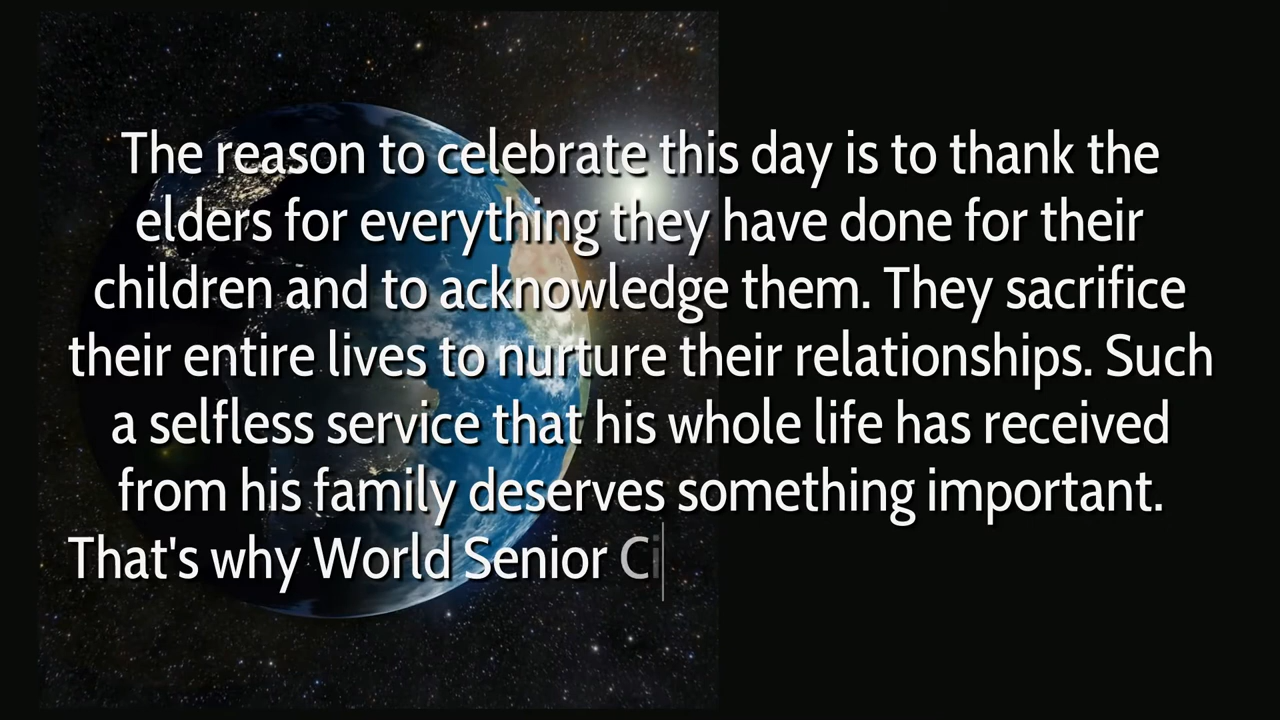 The reason to celebrate this day is to thank the
elders for everything they have done for their
children and to acknowledge them. They sacrifice
their entire lives to nurture their relationships. Such
a selfless service that his whole life has received
from his family deserves something important.
That's why World Senior Ci